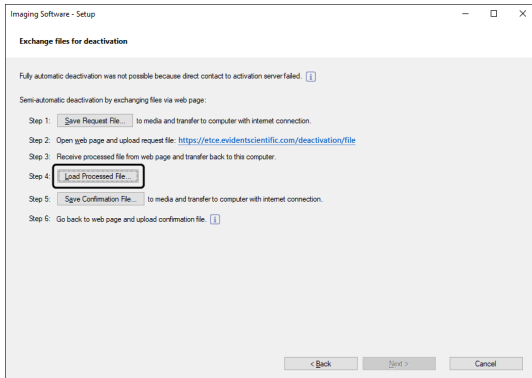 Imaging Software - Setup
Exchange files for deactivation
Fully automatic deactivation was not possible because direct contact to activation server failed. i
Semi-automatic deactivation by exchanging files via web page:
Step 1: Save Request File... to media and transfer to computer with internet connection.
Step 2: Open web page and upload request file: https://etce.evidentscientific.com/deactivation/file
Step 3: Receive processed file from web page and transfer back to this computer.
Step 4: Load Processed File...
Step 5: Save Confirmation File... to media and transfer to computer with internet connection.
Step 6: Go back to web page and upload confirmation file. i
< Back Next > Cancel